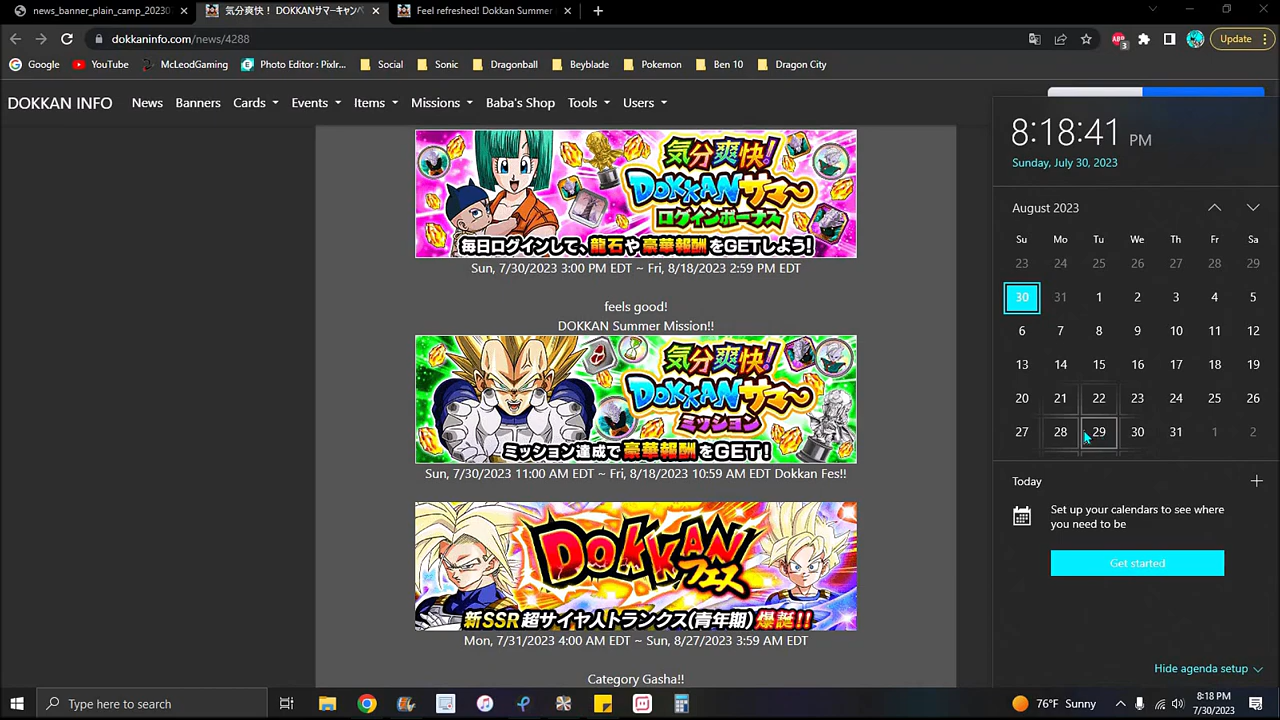 news_banner_plain_camp_20230
気分爽快！ DOKKANサマーキャンペ
Feel refreshed! Dokkan Summer
dokkaninfo.com/news/4288
3
Update
Google
YouTube
McLeodGaming
Photo Editor : Pixlr...
Social
Sonic
Dragonball
Beyblade
Pokemon
Ben 10
Dragon City
DOKKAN INFO
News
Banners
Cards
Events
Items
Missions
Baba's Shop
Tools
Users
気分爽快!
DOKKANサマ〜
ログインボーナス
毎日ログインして、龍石や豪華報酬をGETしよう!
Sun, 7/30/2023 3:00 PM EDT ~ Fri, 8/18/2023 2:59 PM EDT
feels good!
DOKKAN Summer Mission!!
気分爽快!
DOKKANサマ〜
ミッション
ミッション達成で豪華報酬をGET!
Sun, 7/30/2023 11:00 AM EDT ~ Fri, 8/18/2023 10:59 AM EDT Dokkan Fes!!
DOKKAN
フェス
新SSR超サイヤ人トランクス(青年期)爆誕!!
Mon, 7/31/2023 4:00 AM EDT ~ Sun, 8/27/2023 3:59 AM EDT
Category Gasha!!
8:18:41 PM
Sunday, July 30, 2023
August 2023
Su Mo Tu We Th Fr Sa
23 24 25 26 27 28 29
30 31 1 2 3 4 5
6 7 8 9 10 11 12
13 14 15 16 17 18 19
20 21 22 23 24 25 26
27 28 29 30 31 1 2
Today
Set up your calendars to see where
you need to be
Get started
Hide agenda setup
Type here to search
76°F Sunny
8:18 PM
7/30/2023